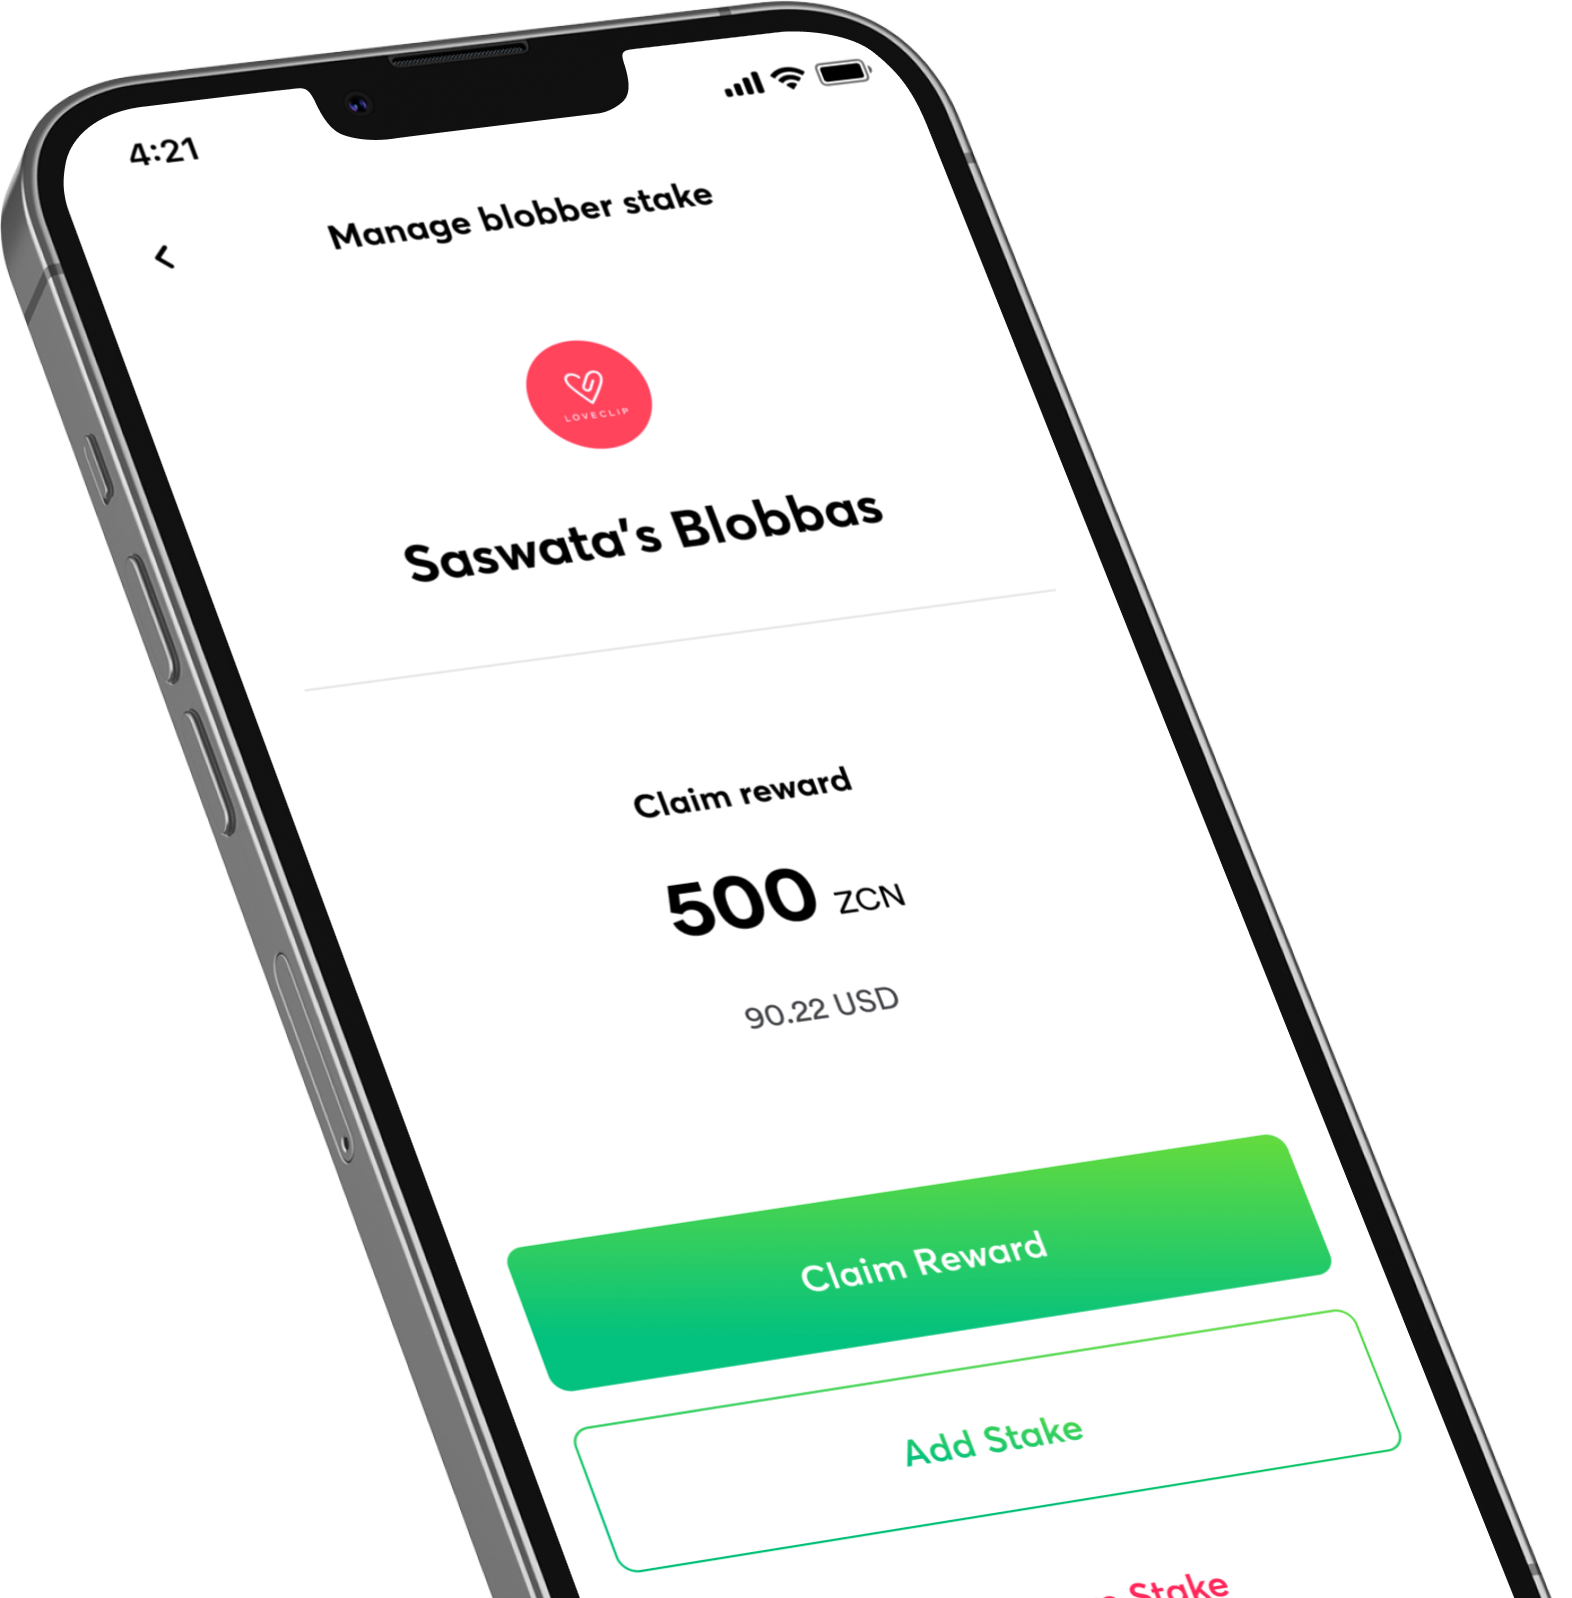 4:21
Manage blobber stake
LOVECLIP
Saswata's Blobbas
Claim reward
500 ZCN
90.22 USD
Claim Reward
Add Stake
Stake